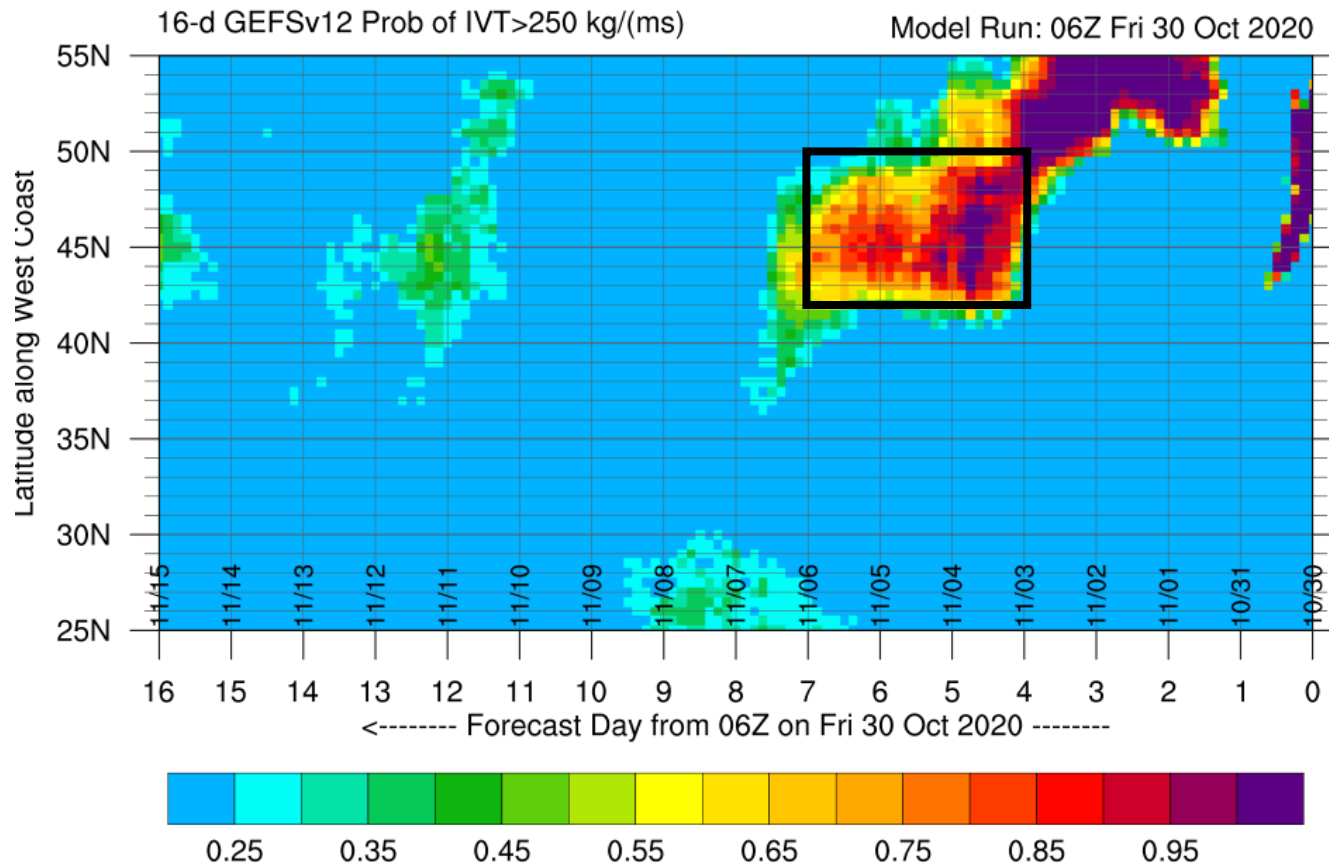 16-d GEFSv12 Prob of IVT>250 kg/(ms) Model Run: 06Z Fri 30 Oct 2020
55N
50N
45N
40N
35N
30N
25N
Latitude along West Coast
11/15 11/14 11/13 11/12 11/11 11/10 11/09 11/08 11/07 11/06 11/05 11/04 11/03 11/02 11/01 10/31 10/30
16 15 14 13 12 11 10 9 8 7 6 5 4 3 2 1 0
<-------- Forecast Day from 06Z on Fri 30 Oct 2020 --------
0.25 0.35 0.45 0.55 0.65 0.75 0.85 0.95